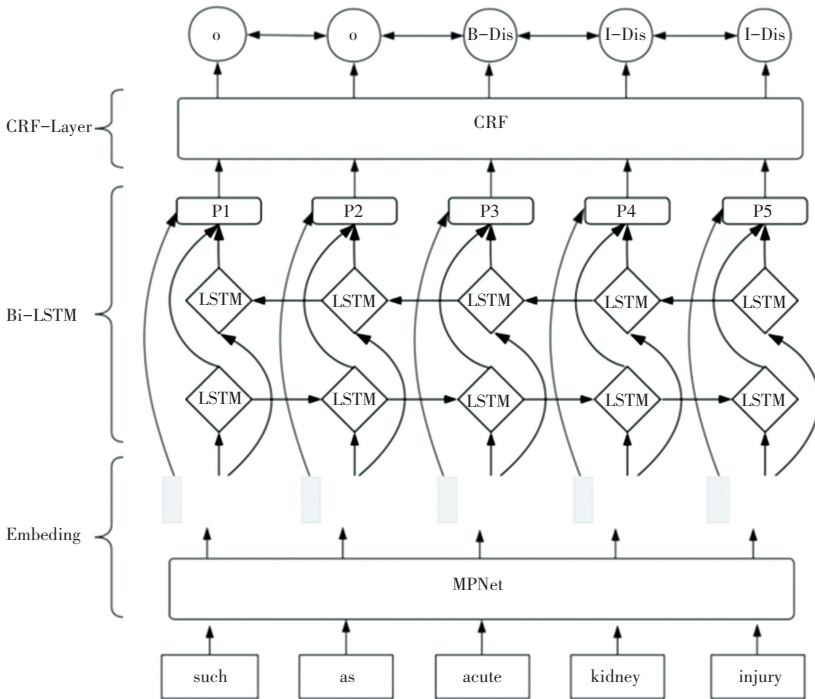 o o B-Dis I-Dis I-Dis
CRF-Layer
CRF
P1 P2 P3 P4 P5
LSTM LSTM LSTM LSTM LSTM
Bi-LSTM
LSTM LSTM LSTM LSTM LSTM
Embeding
MPNet
such as acute kidney injury